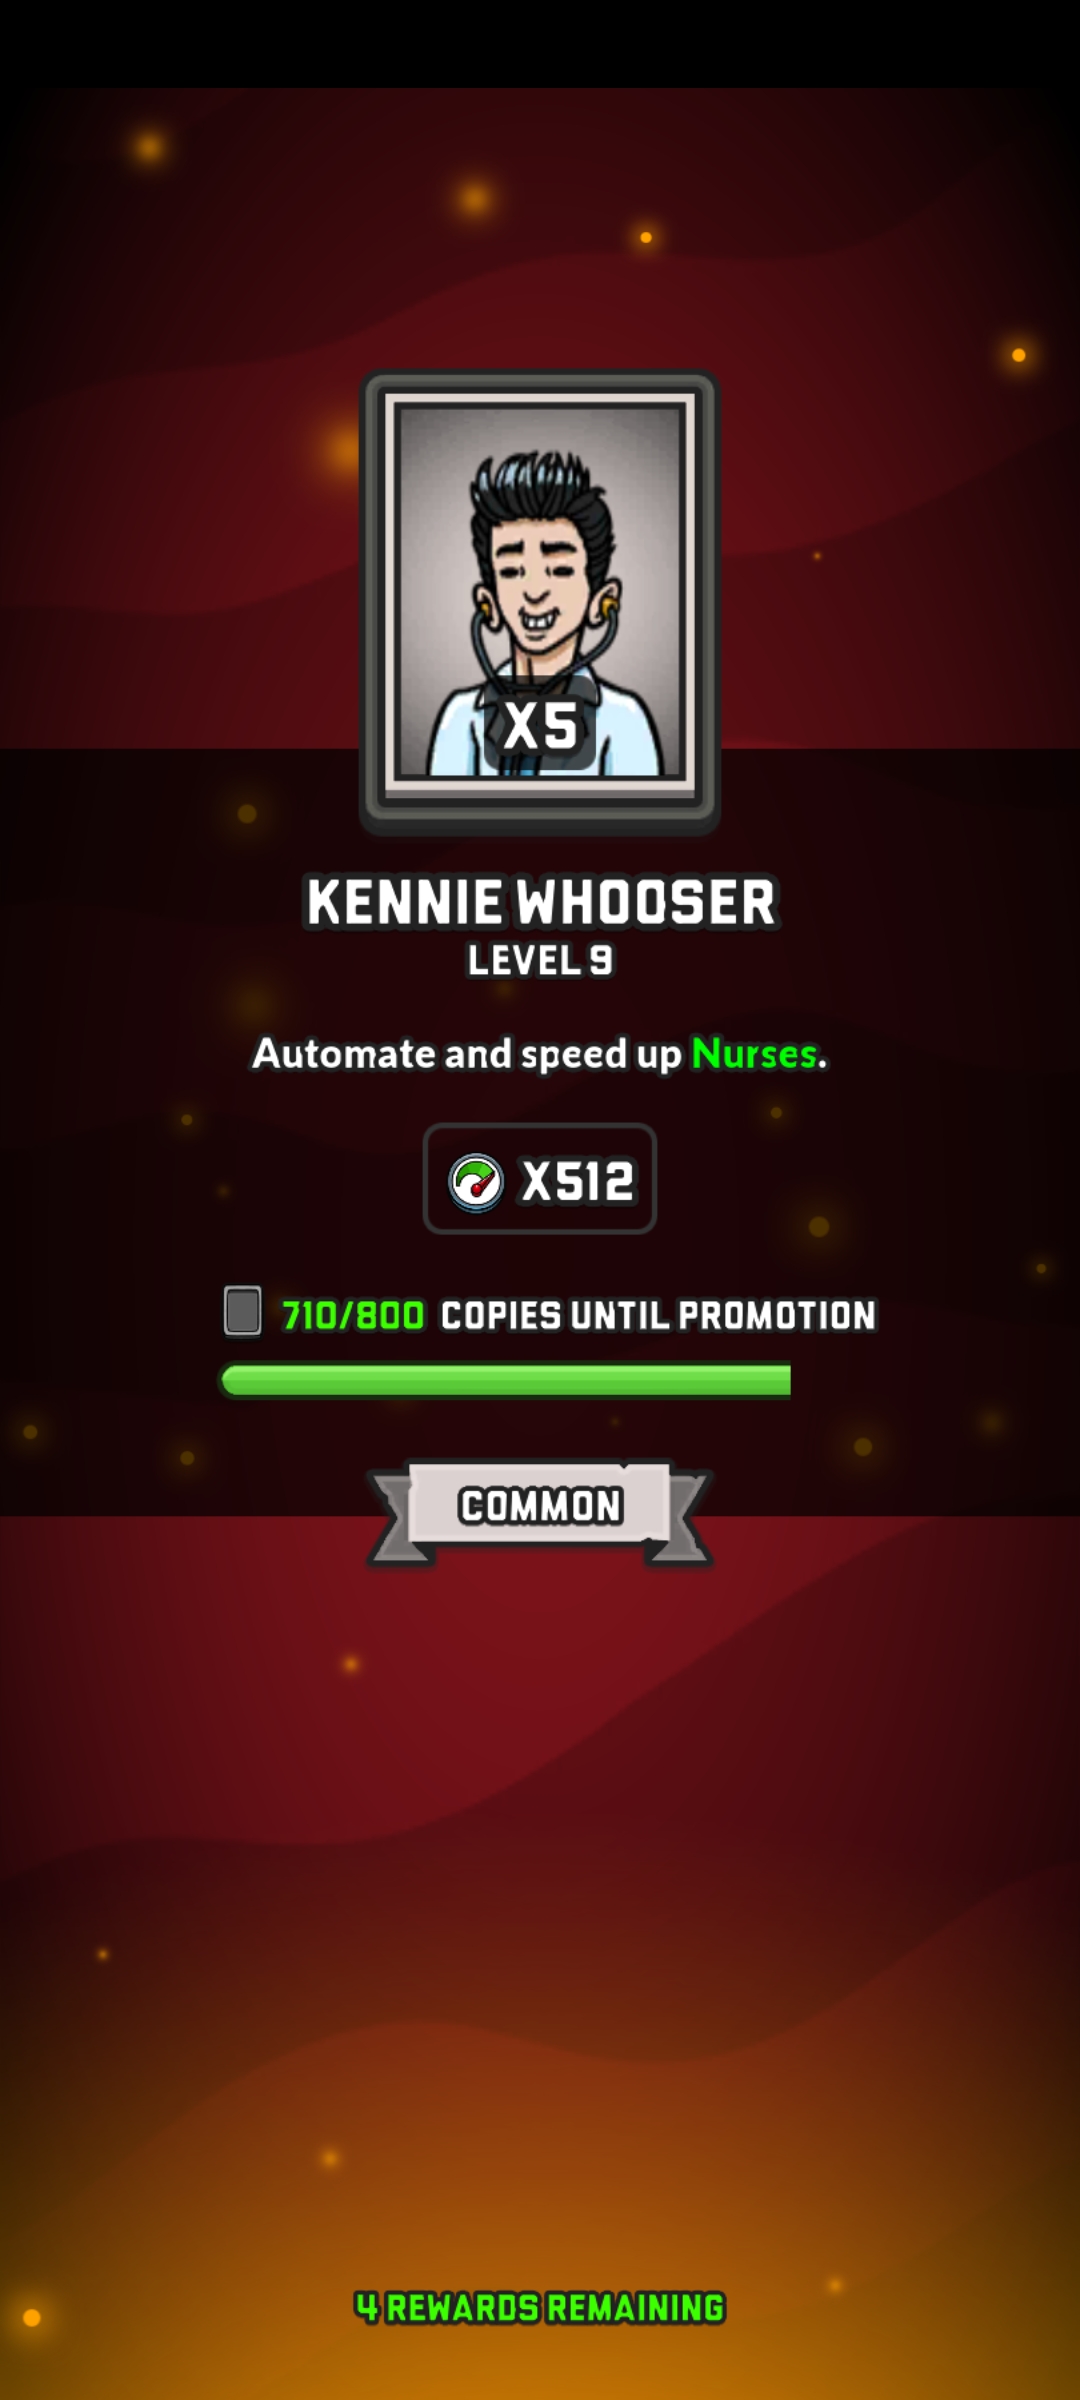 X5
KENNIE WHOOSER
LEVEL 9
Automate and speed up Nurses.
X512
710/800 COPIES UNTIL PROMOTION
COMMON
4 REWARDS REMAINING